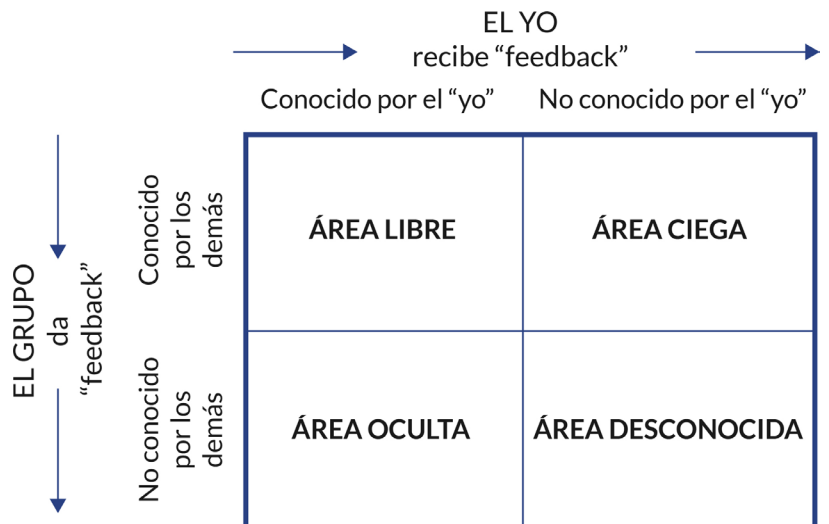 EL YO
recibe “feedback”
Conocido por el “yo”
No conocido por el “yo”
EL GRUPO
da
“feedback”
Conocido
por los
demás
ÁREA LIBRE
ÁREA CIEGA
No conocido
por los
demás
ÁREA OCULTA
ÁREA DESCONOCIDA